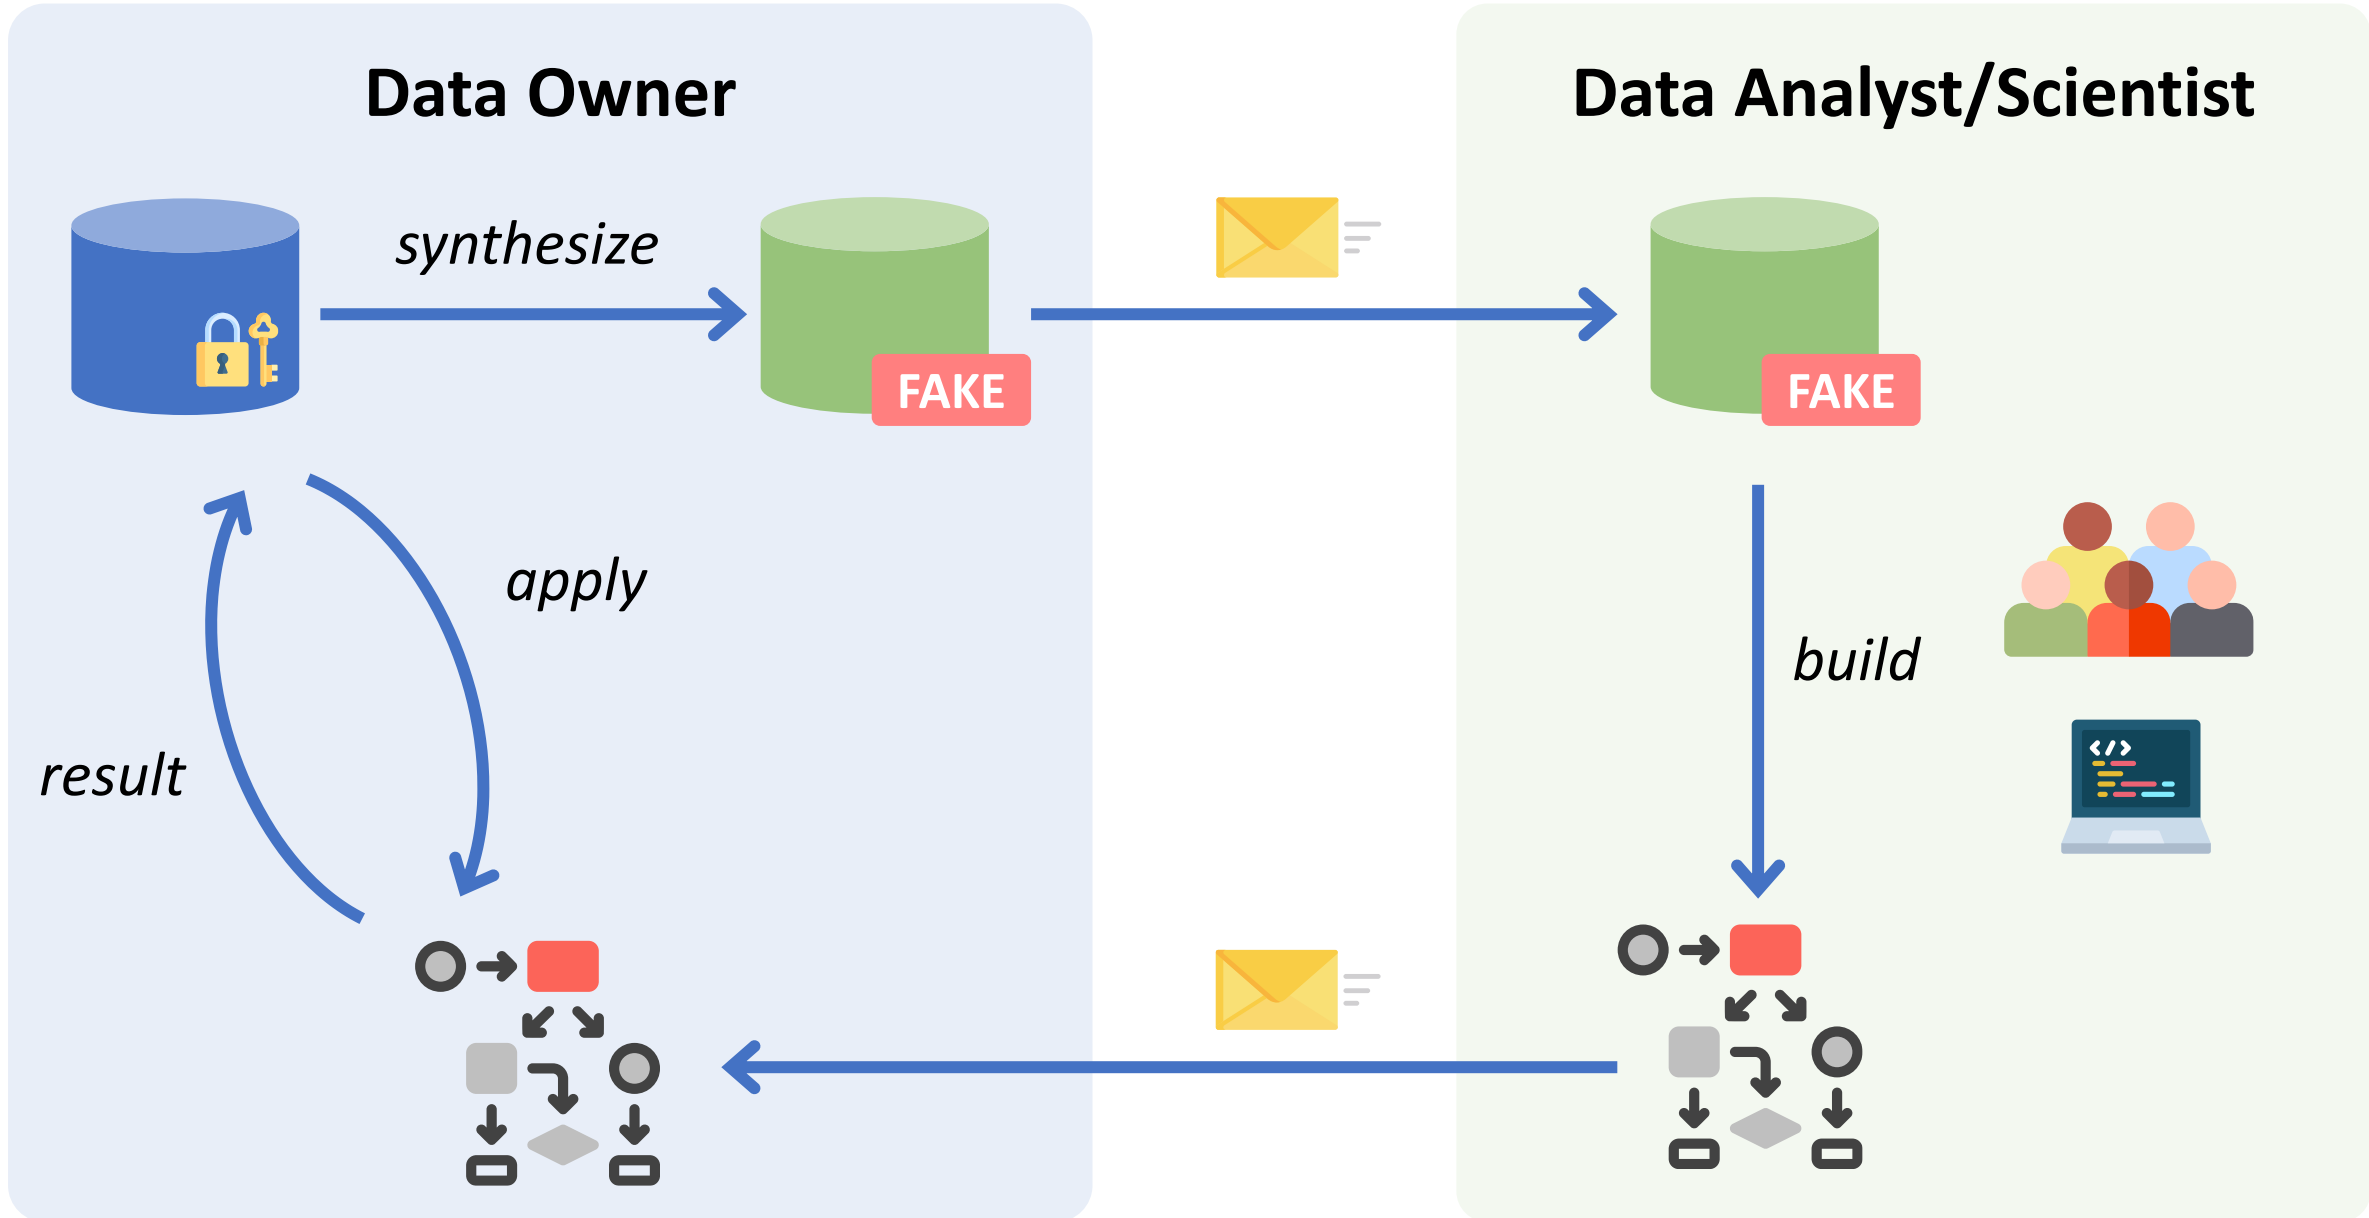 Data Owner
Data Analyst/Scientist
synthesize
FAKE
FAKE
apply
build
result
</>